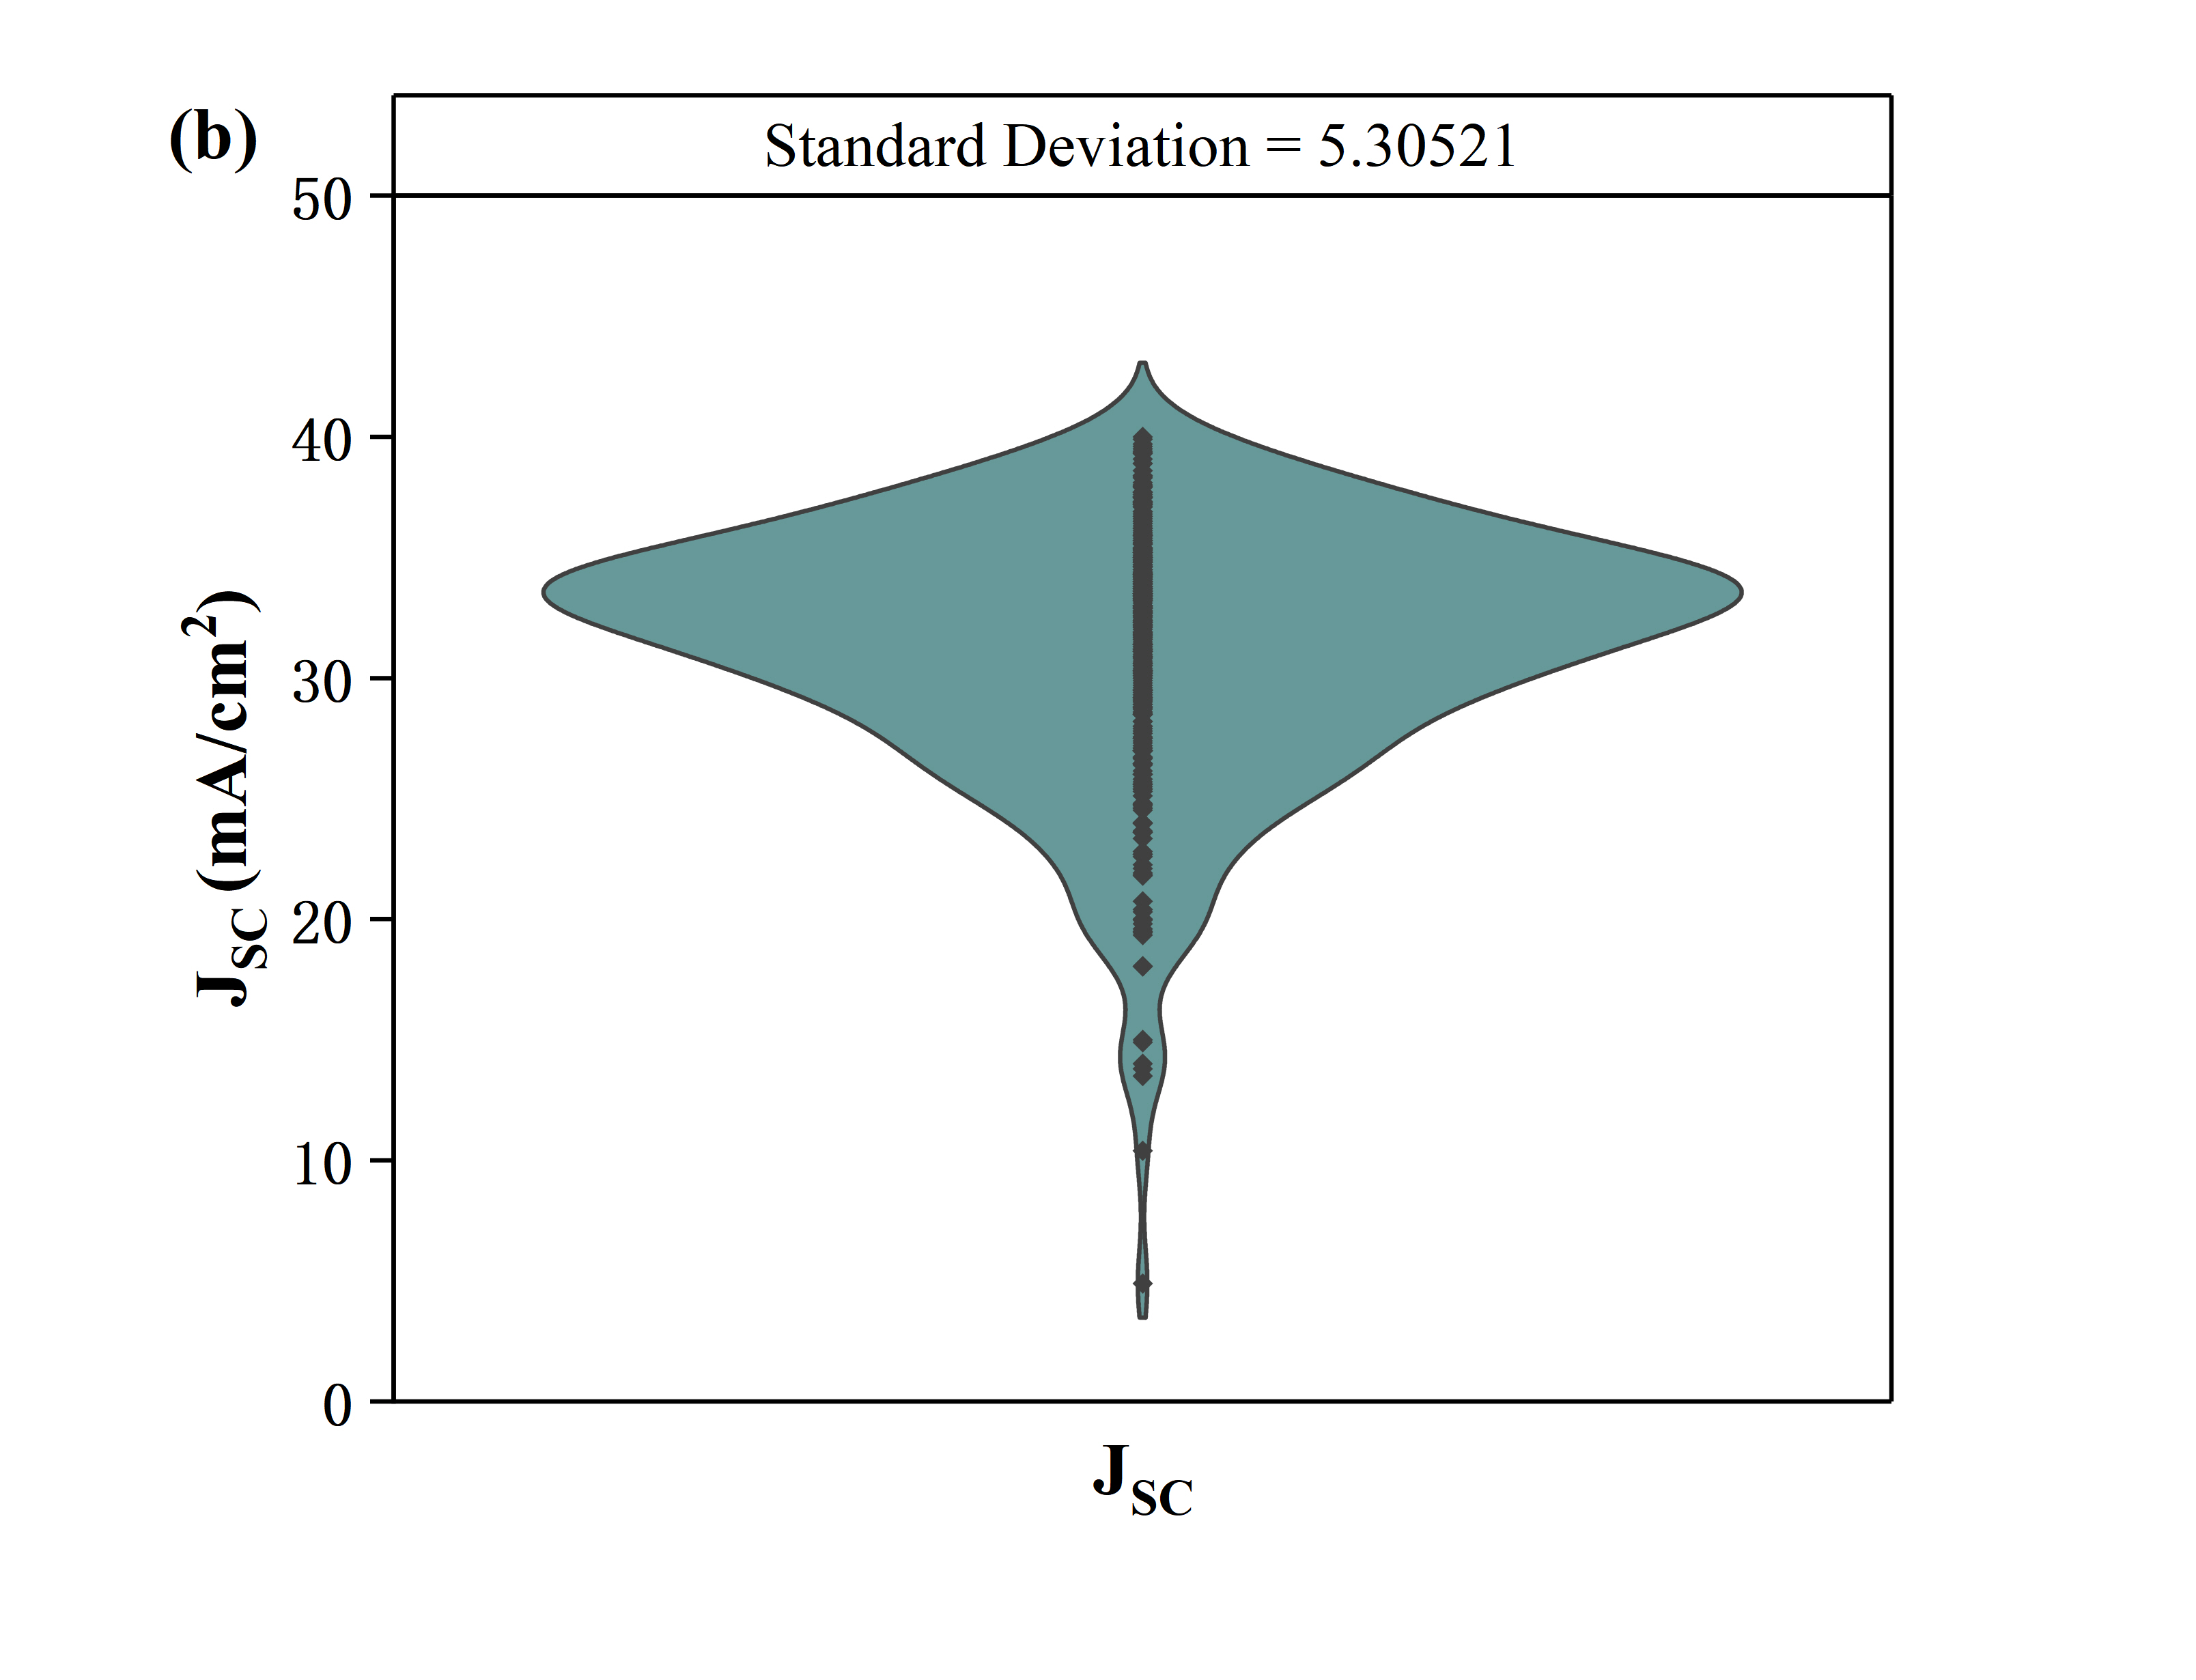 (b)
Standard Deviation = 5.30521
50
40
30
20
10
0
JSC (mA/cm²)
JSC